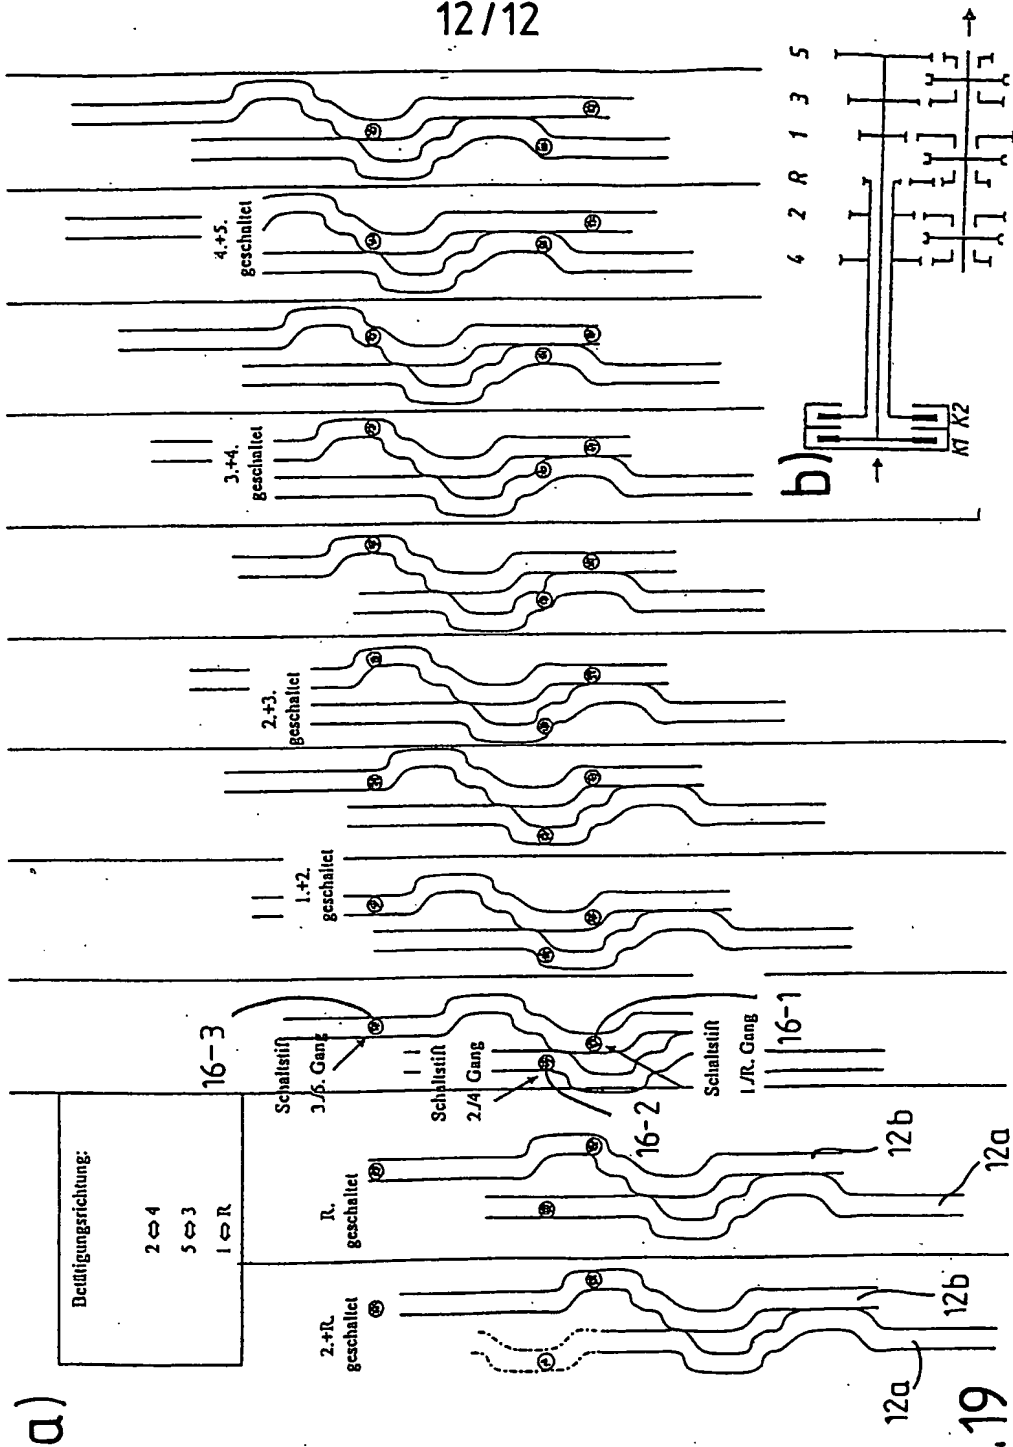 12/12
a)
Betätigungsrichtung:
2 ⇔ 4
5 ⇔ 3
1 ⇔ R
2.+R.
geschaltet
12a
12b
R.
geschaltet
12b
12a
16-3
Schaltstift
3./5. Gang
Schaltstift
2./4. Gang
16-2
Schaltstift
1./R. Gang
16-1
1.+2.
geschaltet
2.+3.
geschaltet
3.+4.
geschaltet
4.+5.
geschaltet
b)
K1 K2
4 2 R 1 3 5
. 19